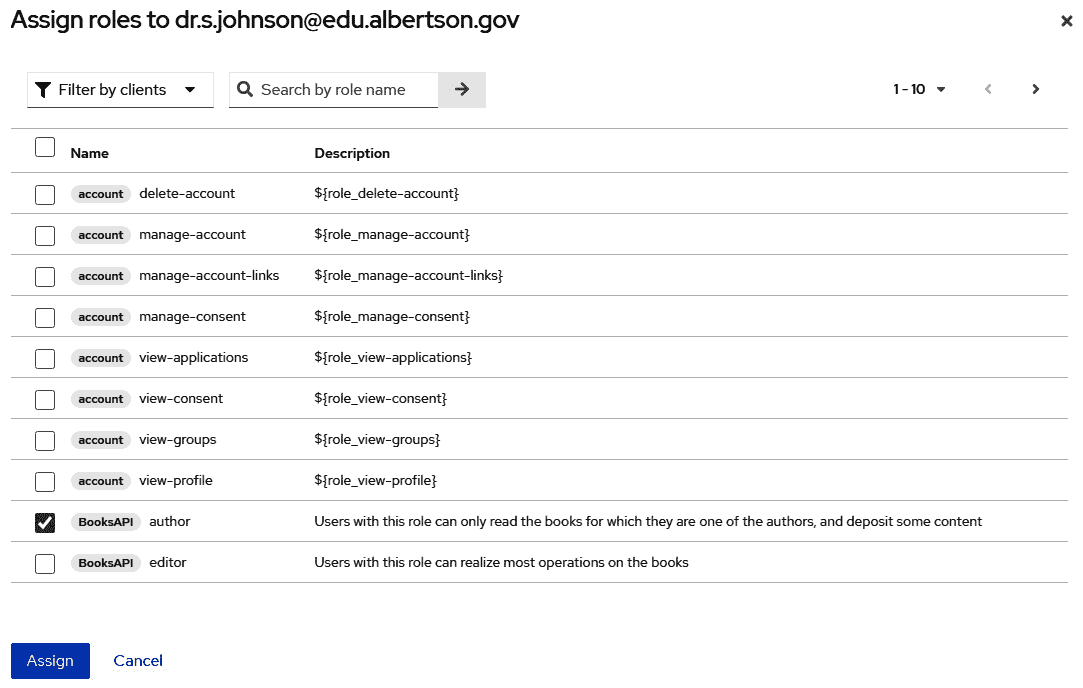 Assign roles to dr.s.johnson@edu.albertson.gov
Filter by clients Search by role name 1 - 10
Name Description
account delete-account ${role_delete-account}
account manage-account ${role_manage-account}
account manage-account-links ${role_manage-account-links}
account manage-consent ${role_manage-consent}
account view-applications ${role_view-applications}
account view-consent ${role_view-consent}
account view-groups ${role_view-groups}
account view-profile ${role_view-profile}
BooksAPI author Users with this role can only read the books for which they are one of the authors, and deposit some content
BooksAPI editor Users with this role can realize most operations on the books
Assign Cancel